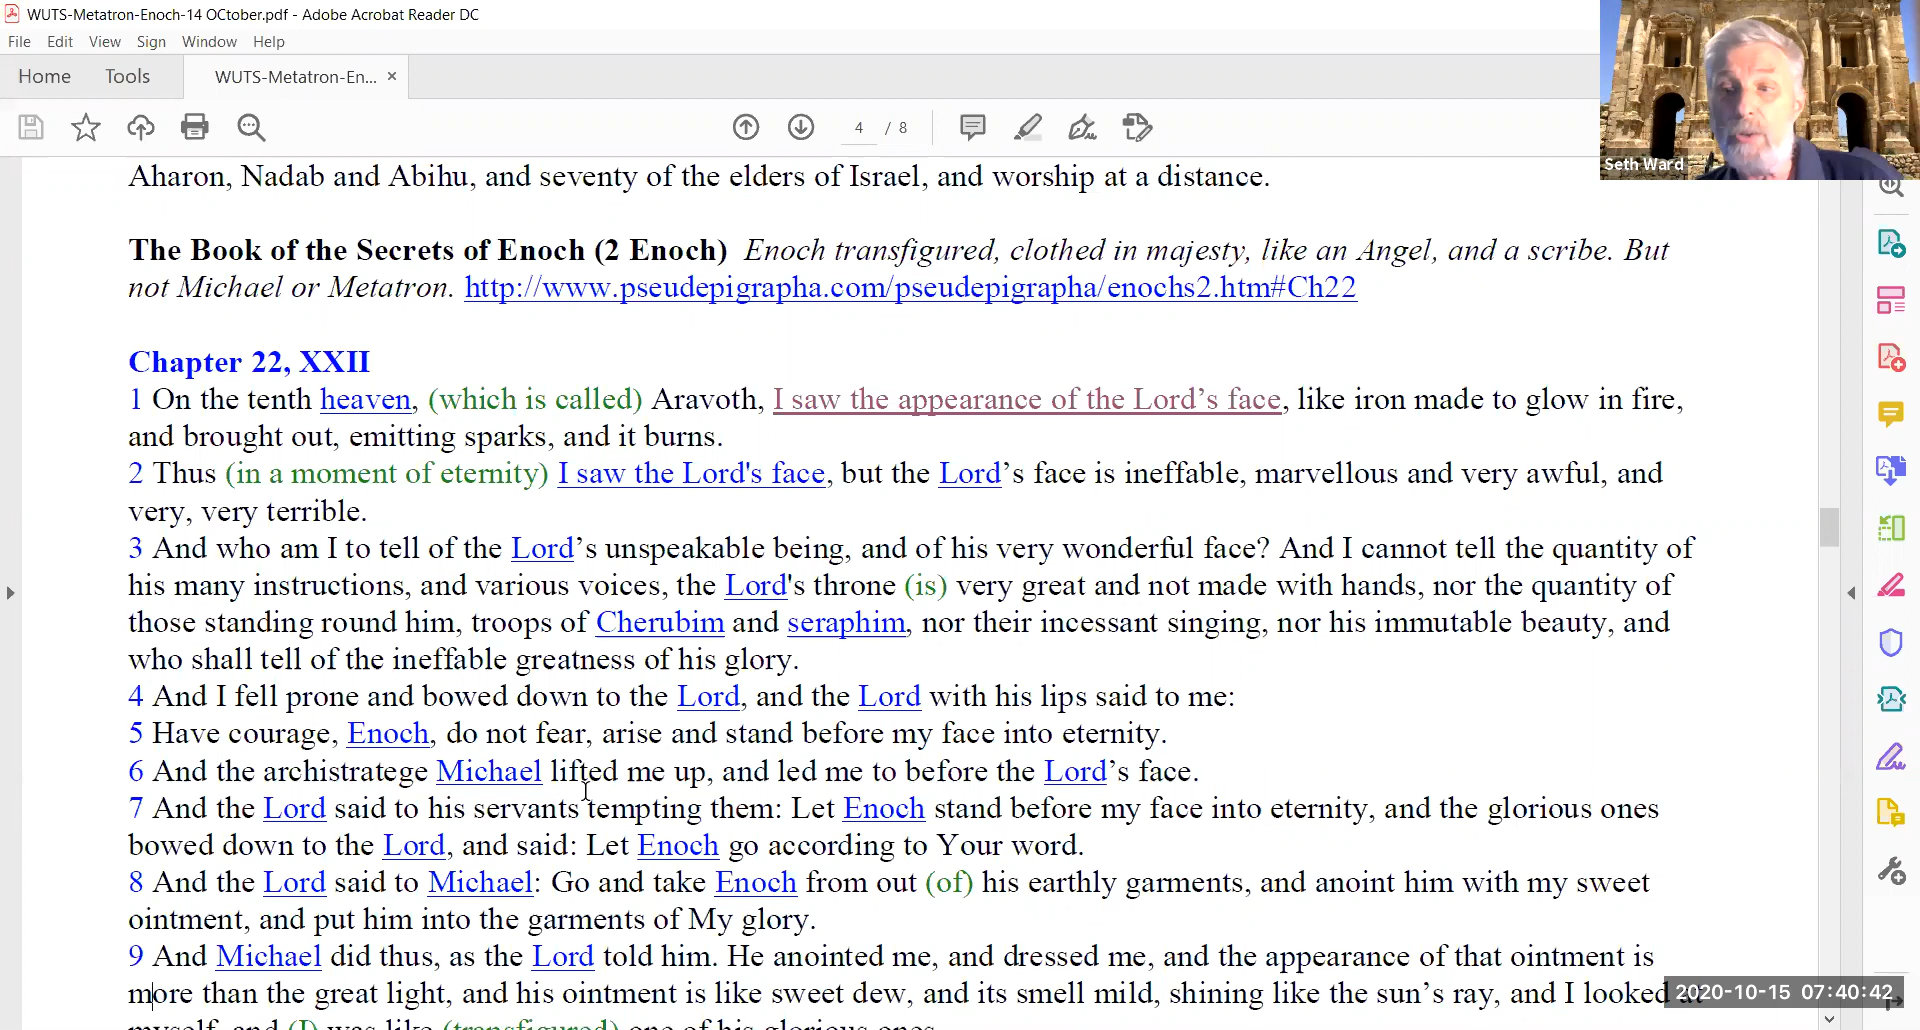 WUTS-Metatron-Enoch-14 OCtober.pdf - Adobe Acrobat Reader DC
File Edit View Sign Window Help
Home Tools WUTS-Metatron-En... ×
4 / 8
Seth Ward
Aharon, Nadab and Abihu, and seventy of the elders of Israel, and worship at a distance.
The Book of the Secrets of Enoch (2 Enoch) Enoch transfigured, clothed in majesty, like an Angel, and a scribe. But
not Michael or Metatron. http://www.pseudepigrapha.com/pseudepigrapha/enochs2.htm#Ch22
Chapter 22, XXII
1 On the tenth heaven, (which is called) Aravoth, I saw the appearance of the Lord’s face, like iron made to glow in fire,
and brought out, emitting sparks, and it burns.
2 Thus (in a moment of eternity) I saw the Lord's face, but the Lord’s face is ineffable, marvellous and very awful, and
very, very terrible.
3 And who am I to tell of the Lord’s unspeakable being, and of his very wonderful face? And I cannot tell the quantity of
his many instructions, and various voices, the Lord's throne (is) very great and not made with hands, nor the quantity of
those standing round him, troops of Cherubim and seraphim, nor their incessant singing, nor his immutable beauty, and
who shall tell of the ineffable greatness of his glory.
4 And I fell prone and bowed down to the Lord, and the Lord with his lips said to me:
5 Have courage, Enoch, do not fear, arise and stand before my face into eternity.
6 And the archistratege Michael lifted me up, and led me to before the Lord’s face.
7 And the Lord said to his servants tempting them: Let Enoch stand before my face into eternity, and the glorious ones
bowed down to the Lord, and said: Let Enoch go according to Your word.
8 And the Lord said to Michael: Go and take Enoch from out (of) his earthly garments, and anoint him with my sweet
ointment, and put him into the garments of My glory.
9 And Michael did thus, as the Lord told him. He anointed me, and dressed me, and the appearance of that ointment is
more than the great light, and his ointment is like sweet dew, and its smell mild, shining like the sun’s ray, and I looked
2020-10-15 07:40:42
myself, and (I) was like (transfigured) one of his glorious ones.